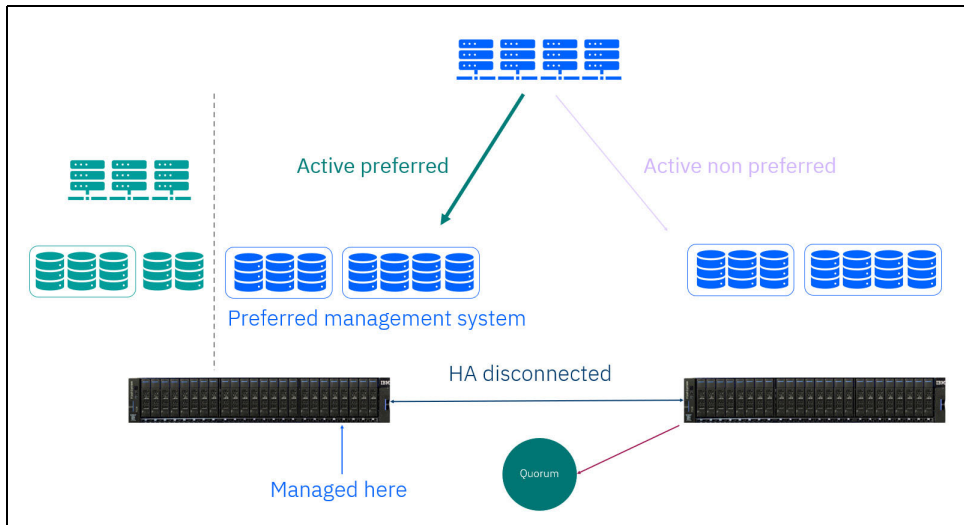 Active preferred
Active non preferred
Preferred management system
HA disconnected
Quorum
Managed here